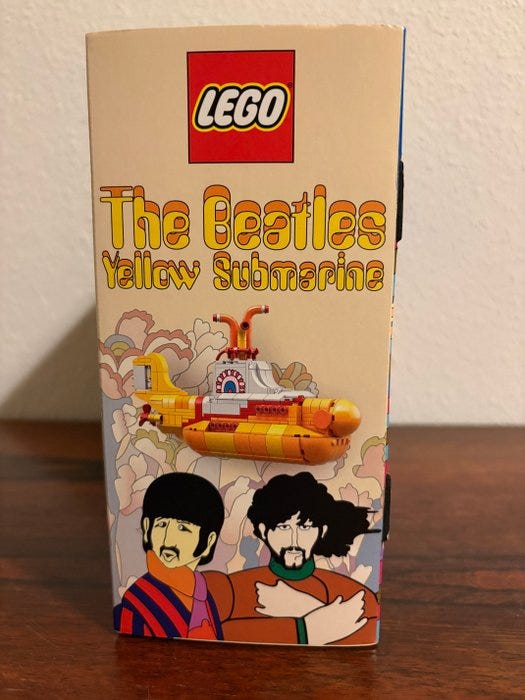 LEGO
The Beatles
Yellow Submarine